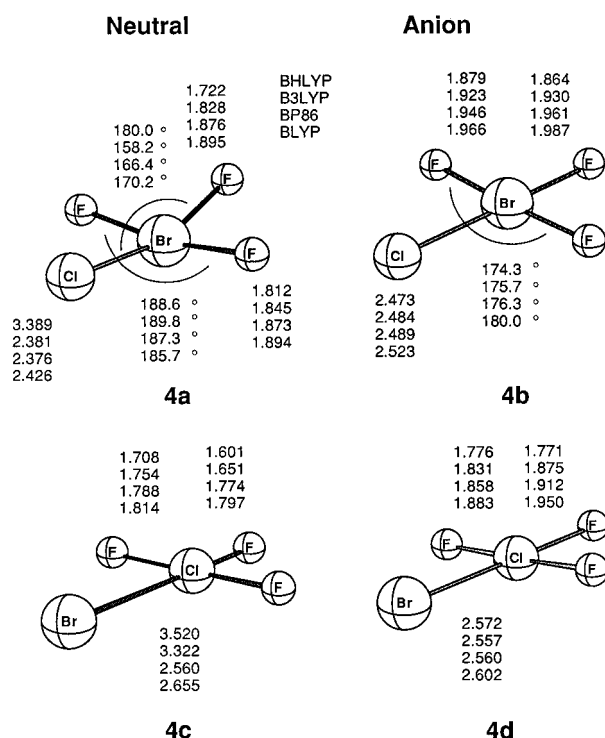 Neutral
Anion
1.722
1.828
1.876
1.895
BHLYP
B3LYP
BP86
BLYP
180.0 °
158.2 °
166.4 °
170.2 °
F
F
Br
F
Cl
188.6 °
189.8 °
187.3 °
185.7 °
1.812
1.845
1.873
1.894
3.389
2.381
2.376
2.426
4a
1.879
1.923
1.946
1.966
1.864
1.930
1.961
1.987
F
F
Br
F
Cl
174.3 °
175.7 °
176.3 °
180.0 °
2.473
2.484
2.489
2.523
4b
1.708
1.754
1.788
1.814
1.601
1.651
1.774
1.797
F
F
Cl
F
Br
3.520
3.322
2.560
2.655
4c
1.776
1.831
1.858
1.883
1.771
1.875
1.912
1.950
F
F
Cl
F
Br
2.572
2.557
2.560
2.602
4d